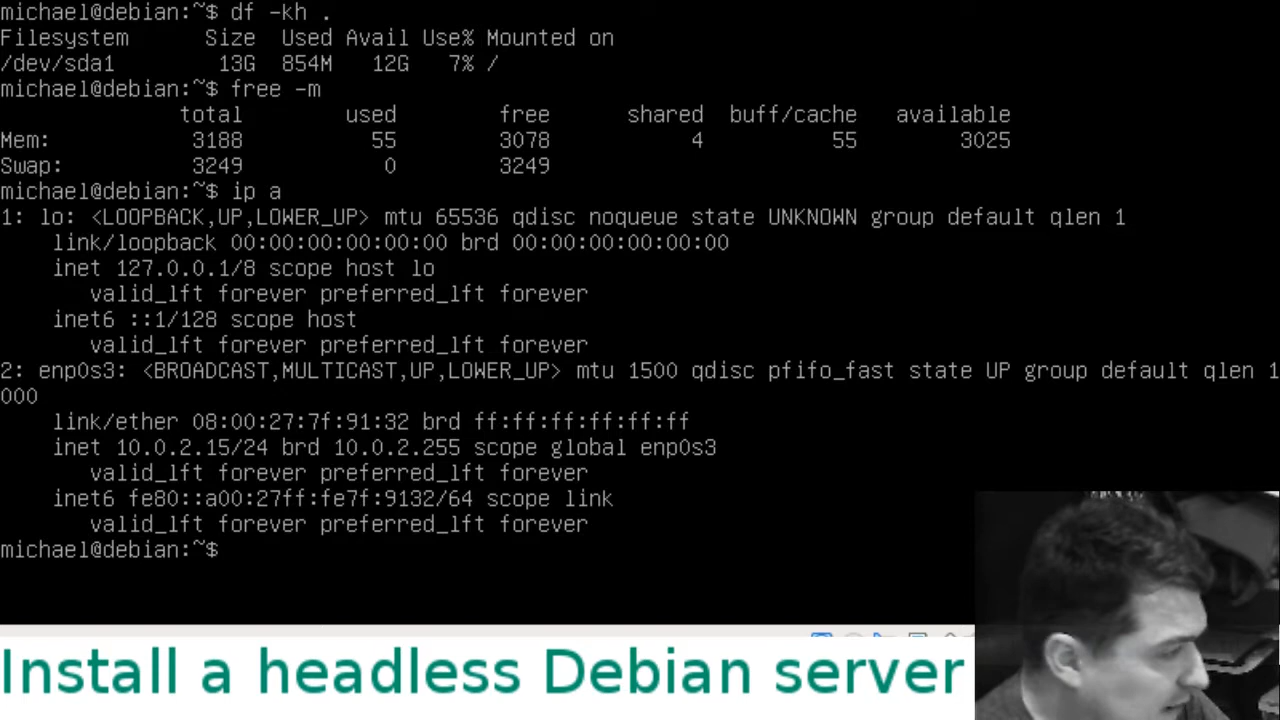 michael@debian:~$ df -kh .
Filesystem      Size  Used Avail Use% Mounted on
/dev/sda1        13G  854M   12G   7% /
michael@debian:~$ free -m
              total        used        free      shared  buff/cache   available
Mem:           3188          55        3078           4          55        3025
Swap:          3249           0        3249
michael@debian:~$ ip a
1: lo: <LOOPBACK,UP,LOWER_UP> mtu 65536 qdisc noqueue state UNKNOWN group default qlen 1
    link/loopback 00:00:00:00:00:00 brd 00:00:00:00:00:00
    inet 127.0.0.1/8 scope host lo
       valid_lft forever preferred_lft forever
    inet6 ::1/128 scope host
       valid_lft forever preferred_lft forever
2: enp0s3: <BROADCAST,MULTICAST,UP,LOWER_UP> mtu 1500 qdisc pfifo_fast state UP group default qlen 1
000
    link/ether 08:00:27:7f:91:32 brd ff:ff:ff:ff:ff:ff
    inet 10.0.2.15/24 brd 10.0.2.255 scope global enp0s3
       valid_lft forever preferred_lft forever
    inet6 fe80::a00:27ff:fe7f:9132/64 scope link
       valid_lft forever preferred_lft forever
michael@debian:~$
Install a headless Debian server